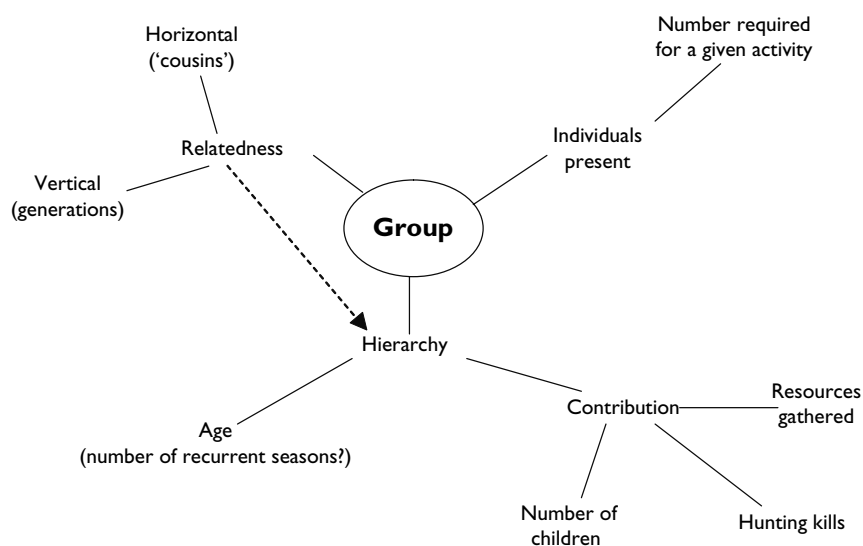 Horizontal
('cousins')
Number required
for a given activity
Relatedness
Individuals
present
Vertical
(generations)
Group
Hierarchy
Age
(number of recurrent seasons?)
Contribution
Resources
gathered
Number of
children
Hunting kills